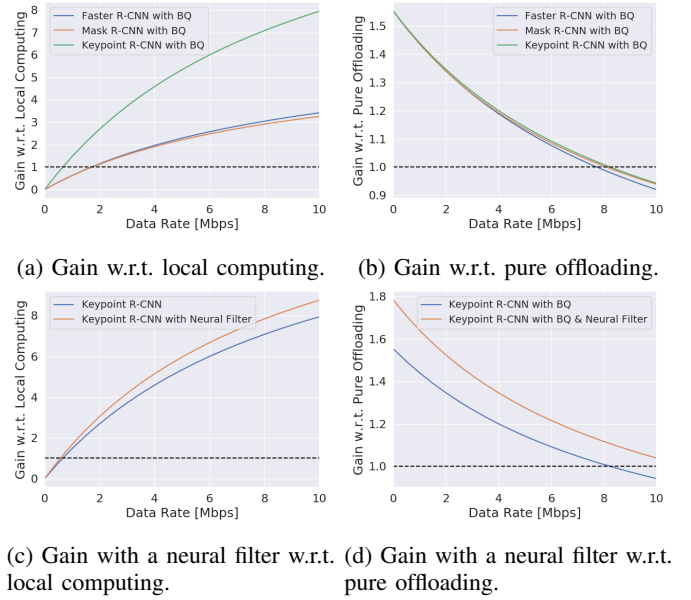 Gain w.r.t. Local Computing
8
7
6
5
4
3
2
1
0
Faster R-CNN with BQ
Mask R-CNN with BQ
Keypoint R-CNN with BQ
0 2 4 6 8 10
Data Rate [Mbps]
(a) Gain w.r.t. local computing.
Gain w.r.t. Pure Offloading
1.5
1.4
1.3
1.2
1.1
1.0
0.9
Faster R-CNN with BQ
Mask R-CNN with BQ
Keypoint R-CNN with BQ
0 2 4 6 8 10
Data Rate [Mbps]
(b) Gain w.r.t. pure offloading.
Gain w.r.t. Local Computing
8
6
4
2
0
Keypoint R-CNN
Keypoint R-CNN with Neural Filter
0 2 4 6 8 10
Data Rate [Mbps]
(c) Gain with a neural filter w.r.t.
local computing.
Gain w.r.t. Pure Offloading
1.8
1.6
1.4
1.2
1.0
Keypoint R-CNN with BQ
Keypoint R-CNN with BQ & Neural Filter
0 2 4 6 8 10
Data Rate [Mbps]
(d) Gain with a neural filter w.r.t.
pure offloading.